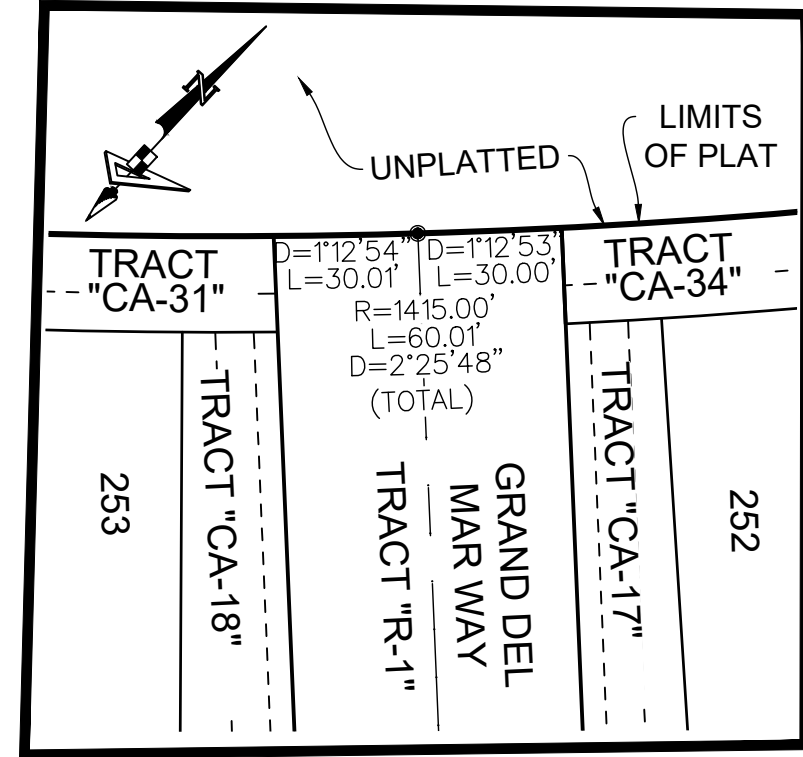 N
UNPLATTED
LIMITS
OF PLAT
TRACT
"CA-31"
D=1°12'54"
L=30.01'
D=1°12'53"
L=30.00'
R=1415.00'
L=60.01'
D=2°25'48"
(TOTAL)
TRACT
"CA-34"
253
TRACT "CA-18"
TRACT "R-1"
GRAND DEL
MAR WAY
TRACT "CA-17"
252